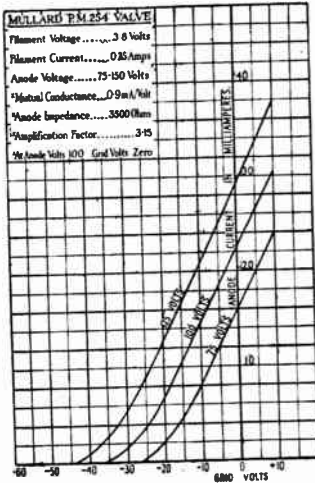 MULLARD P.M.254 VALVE
Filament Voltage.......3·8 Volts
Filament Current.....0·25 Amps
Anode Voltage.....75-150 Volts
*Mutual Conductance...0·9 mA/Volt
*Anode Impedance.....3500 Ohms
*Amplification Factor..........3·15
*At Anode Volts 100 Grid Volts Zero
40
IN MILLIAMPERES.
30
CURRENT
20
ANODE
10
125 VOLTS
100 VOLTS
75 VOLTS
-60 -50 -40 -30 -20 -10 0 +10
GRID VOLTS